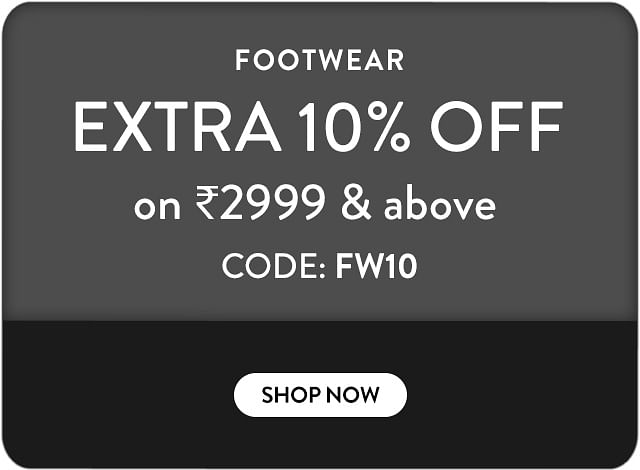 FOOTWEAR
EXTRA 10% OFF
on ₹2999 & above
CODE: FW10
SHOP NOW